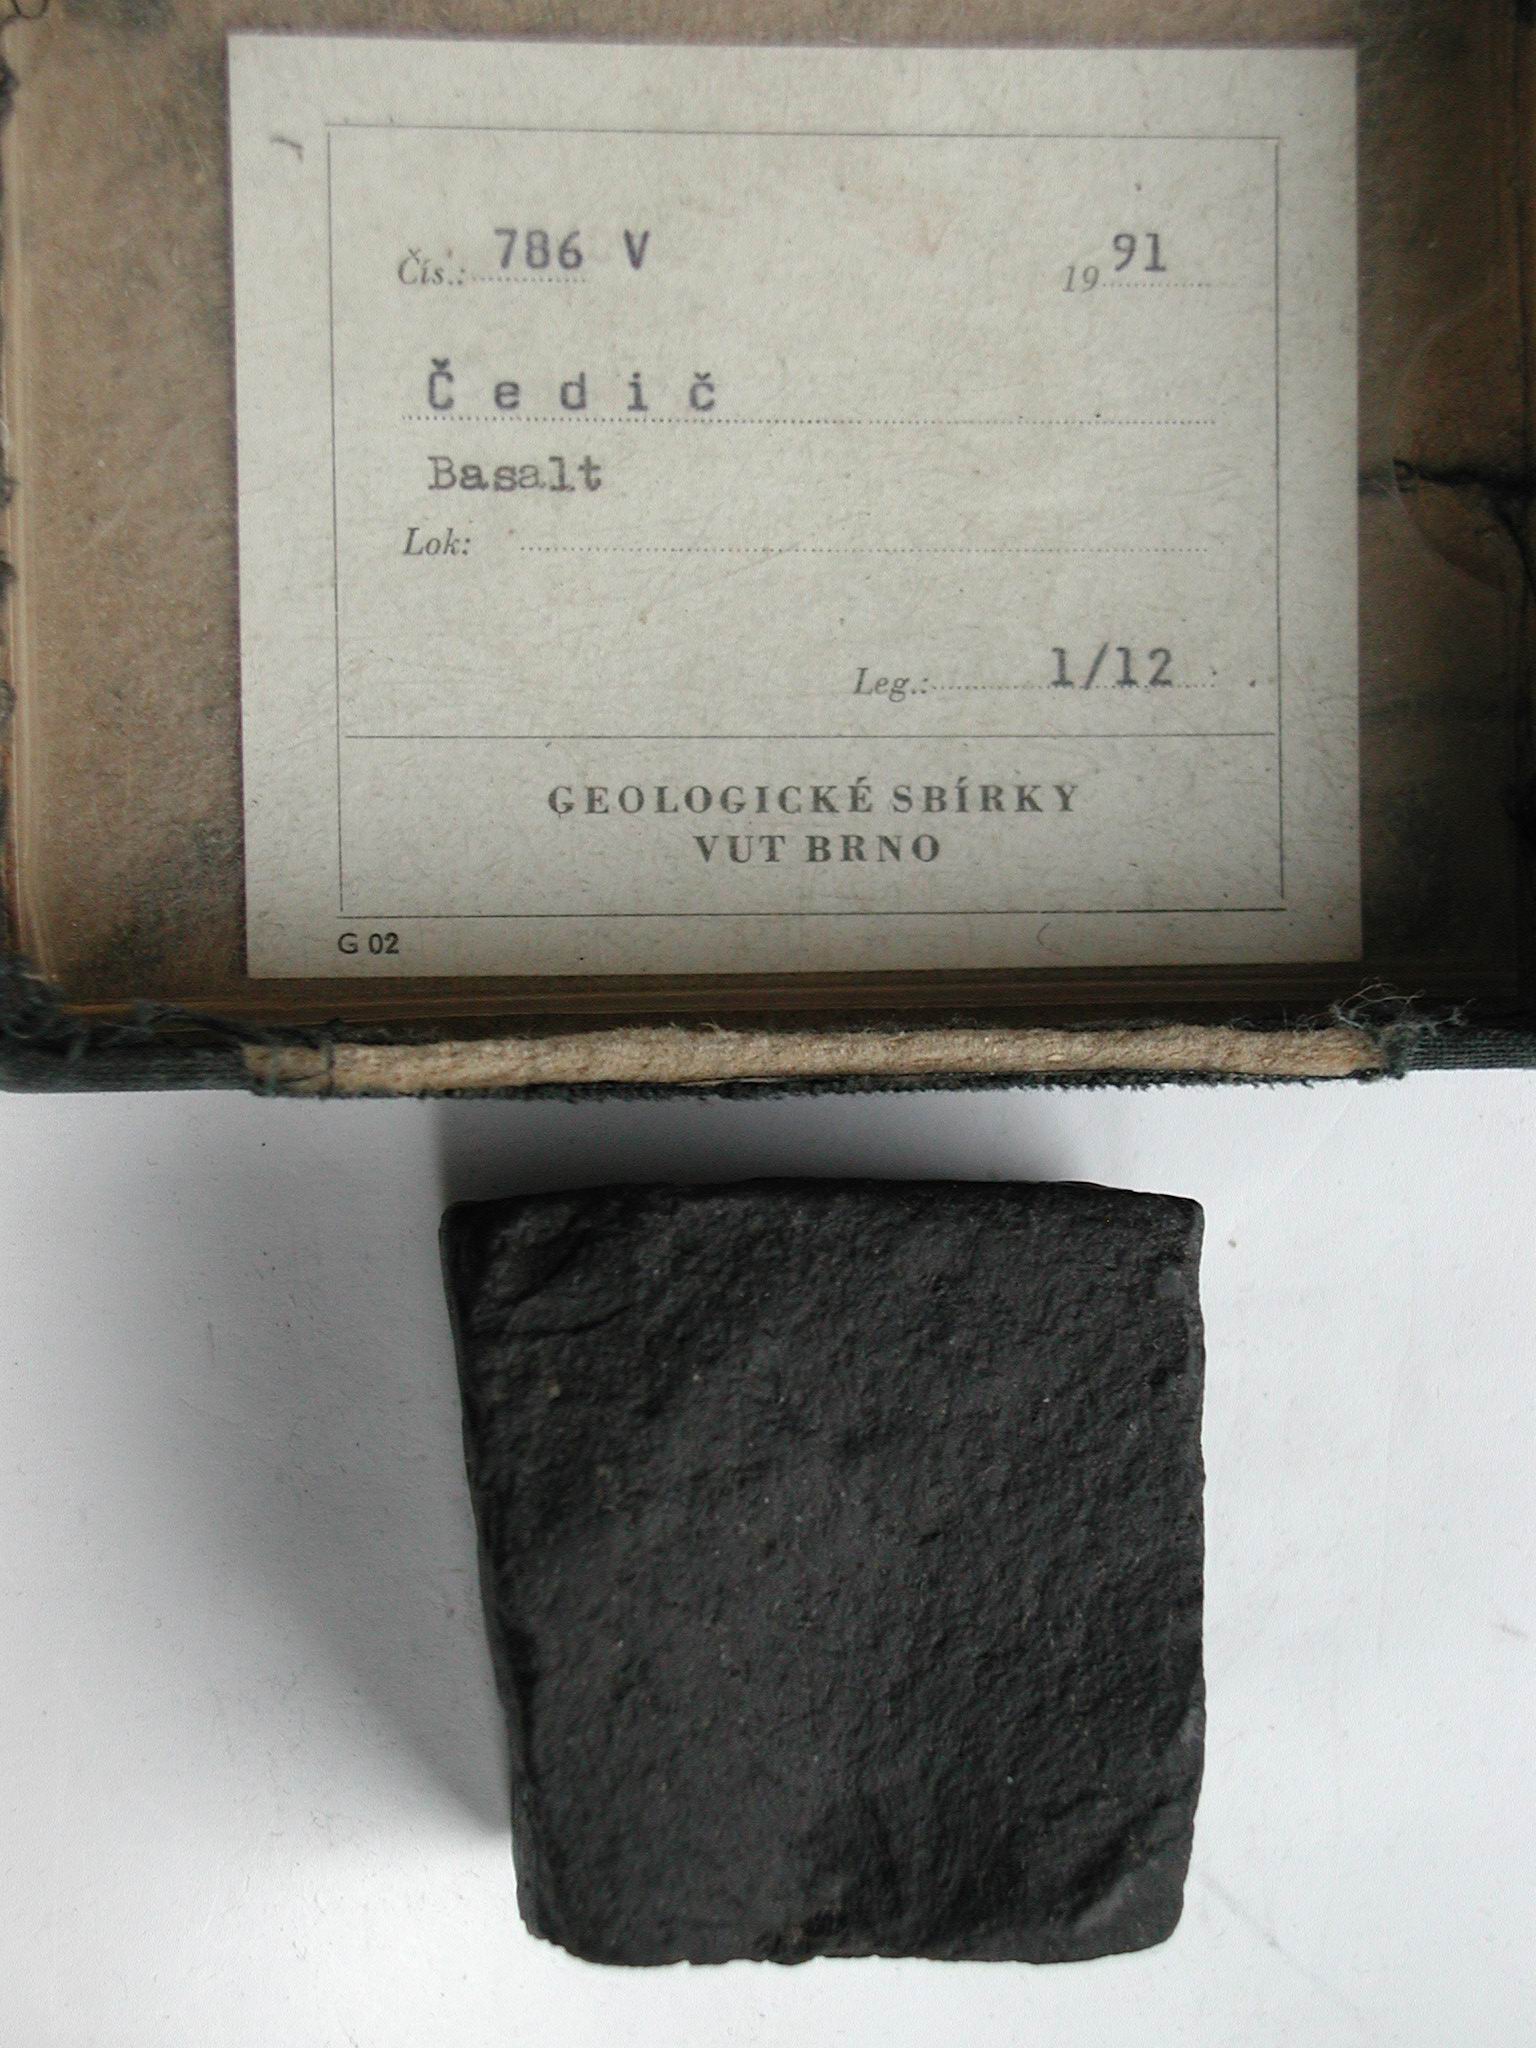 Čís.: 786 V 19 91
Čedič
Basalt
Lok:
Leg.: 1/12
GEOLOGICKÉ SBÍRKY
VUT BRNO
G 02